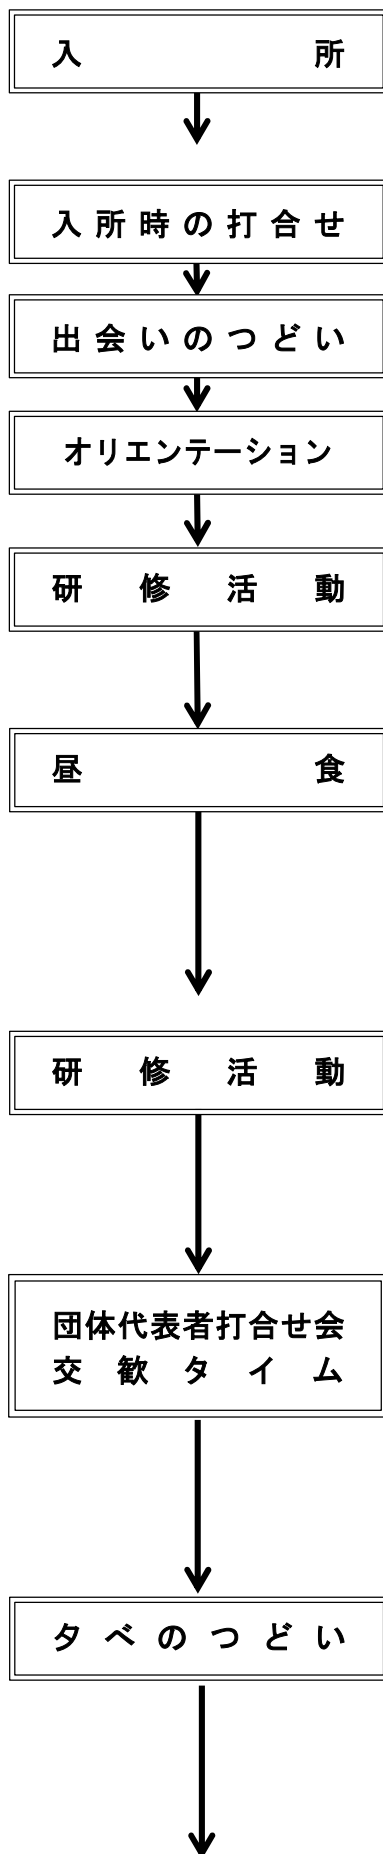 入所
入所時の打合せ
出会いのつどい
オリエンテーション
研修活動
昼食
研修活動
団体代表者打合せ会
交歓タイム
夕べのつどい